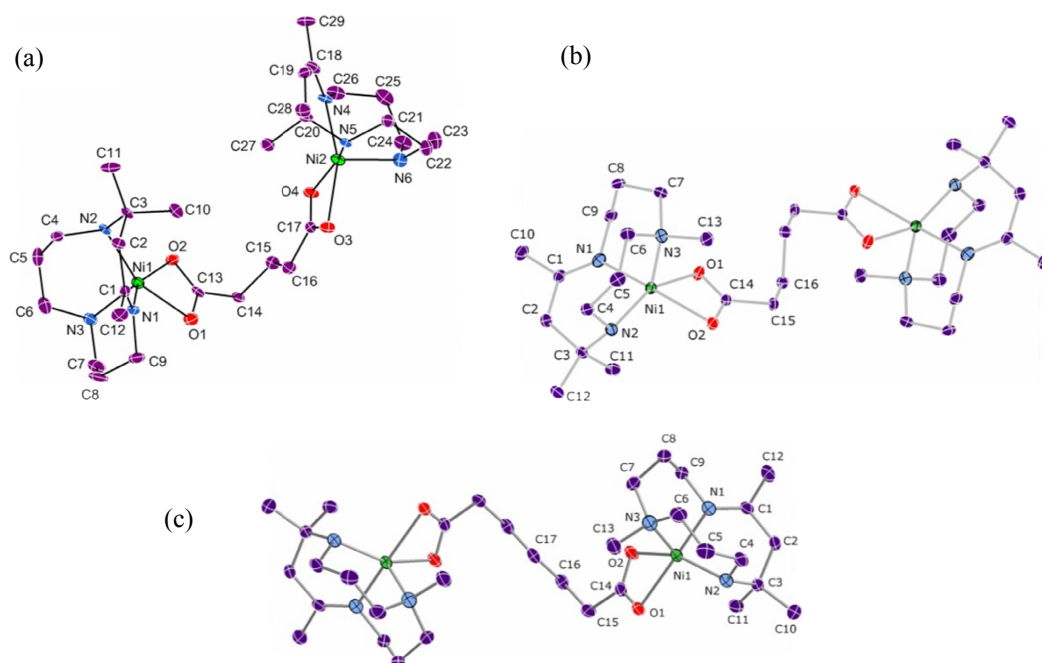 (a)
C29
C18
C19
C26
C25
N4
C28
C20
N5
C21
C23
C24
C22
C27
Ni2
N6
O4
C17
O3
C11
C3
N2
C10
C4
C2
O2
C5
Ni1
C15
C16
C13
C1
C6
N3
C12
N1
O1
C14
C7
C9
C8
(b)
C8
C7
C9
C13
C10
N1
C6
N3
C1
O1
C5
C14
C16
C2
C4
Ni1
C15
N2
O2
C3
C11
C12
(c)
C8
C9
C12
C7
N1
C6
C1
N3
C13
C5
C4
C2
C17
O2
C16
Ni1
C14
N2
C3
O1
C15
C11
C10